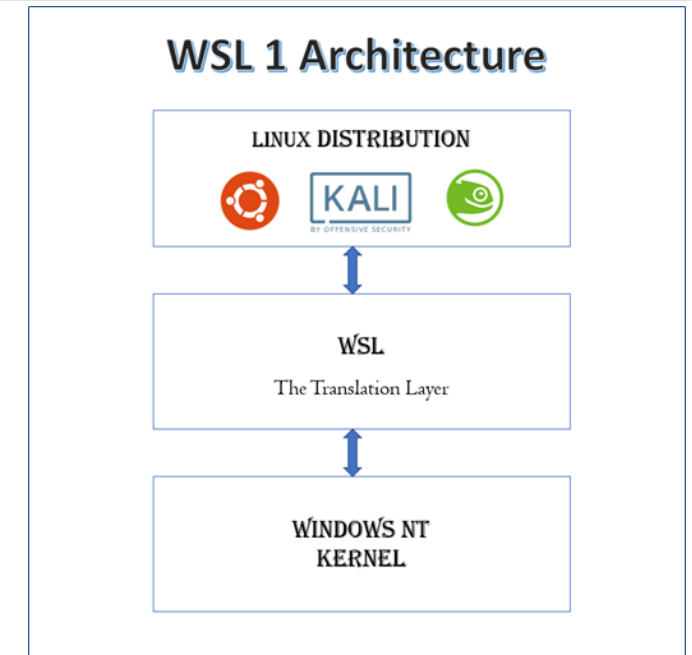 WSL 1 Architecture
LINUX DISTRIBUTION
KALI
BY OFFENSIVE SECURITY
WSL
The Translation Layer
WINDOWS NT
KERNEL